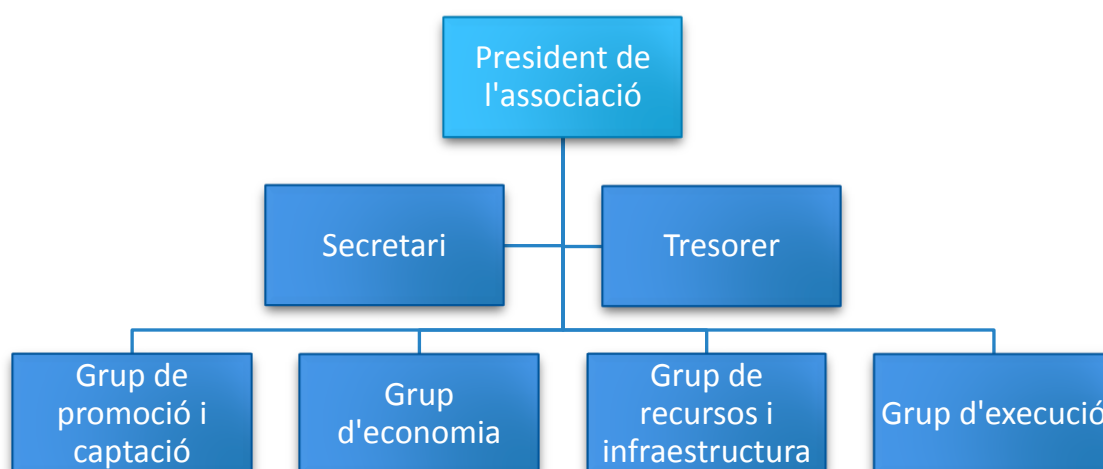 President de
l'associació
Secretari
Tresorer
Grup de
promoció i
captació
Grup
d'economia
Grup de
recursos i
infraestructura
Grup d'execució